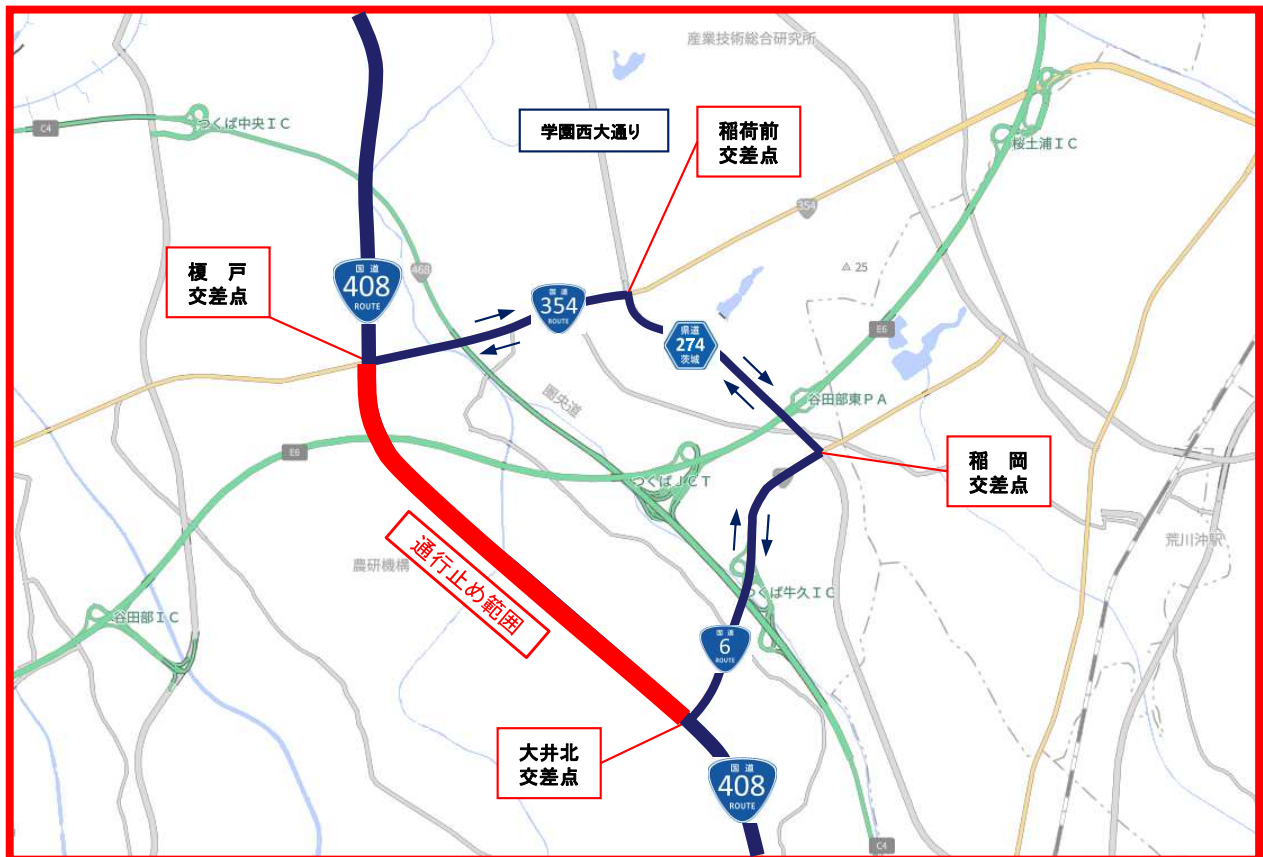 産業技術総合研究所
C4
つくば中央ＩＣ
学園西大通り
稲荷前
交差点
桜土浦ＩＣ
354
榎　戸
交差点
国道
408
ROUTE
468
国道
354
ROUTE
25
県道
274
茨城
E6
圏央道
谷田部東ＰＡ
E6
つくばＪＣＴ
稲　岡
交差点
荒川沖駅
農研機構
通行止め範囲
つくば牛久ＩＣ
谷田部ＩＣ
国道
6
ROUTE
大井北
交差点
国道
408
ROUTE
C4